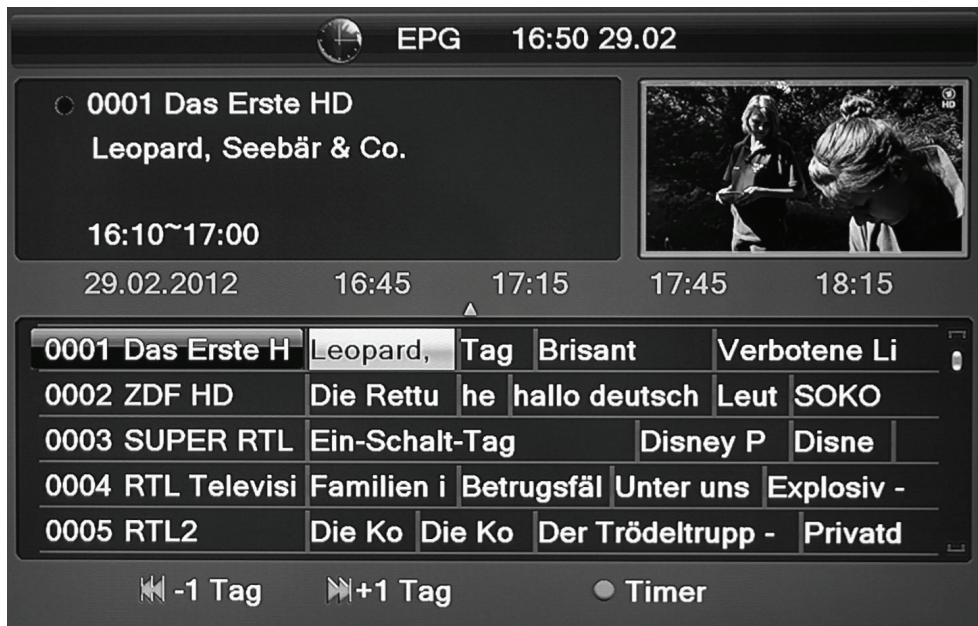 EPG 16:50 29.02
0001 Das Erste HD
Leopard, Seebär & Co.
16:10~17:00
HD
29.02.2012 16:45 17:15 17:45 18:15
0001 Das Erste H Leopard, Tag Brisant Verbotene Li
0002 ZDF HD Die Rettu he hallo deutsch Leut SOKO
0003 SUPER RTL Ein-Schalt-Tag Disney P Disne
0004 RTL Televisi Familien i Betrugsfäl Unter uns Explosiv -
0005 RTL2 Die Ko Die Ko Der Trödeltrupp - Privatd
-1 Tag +1 Tag Timer